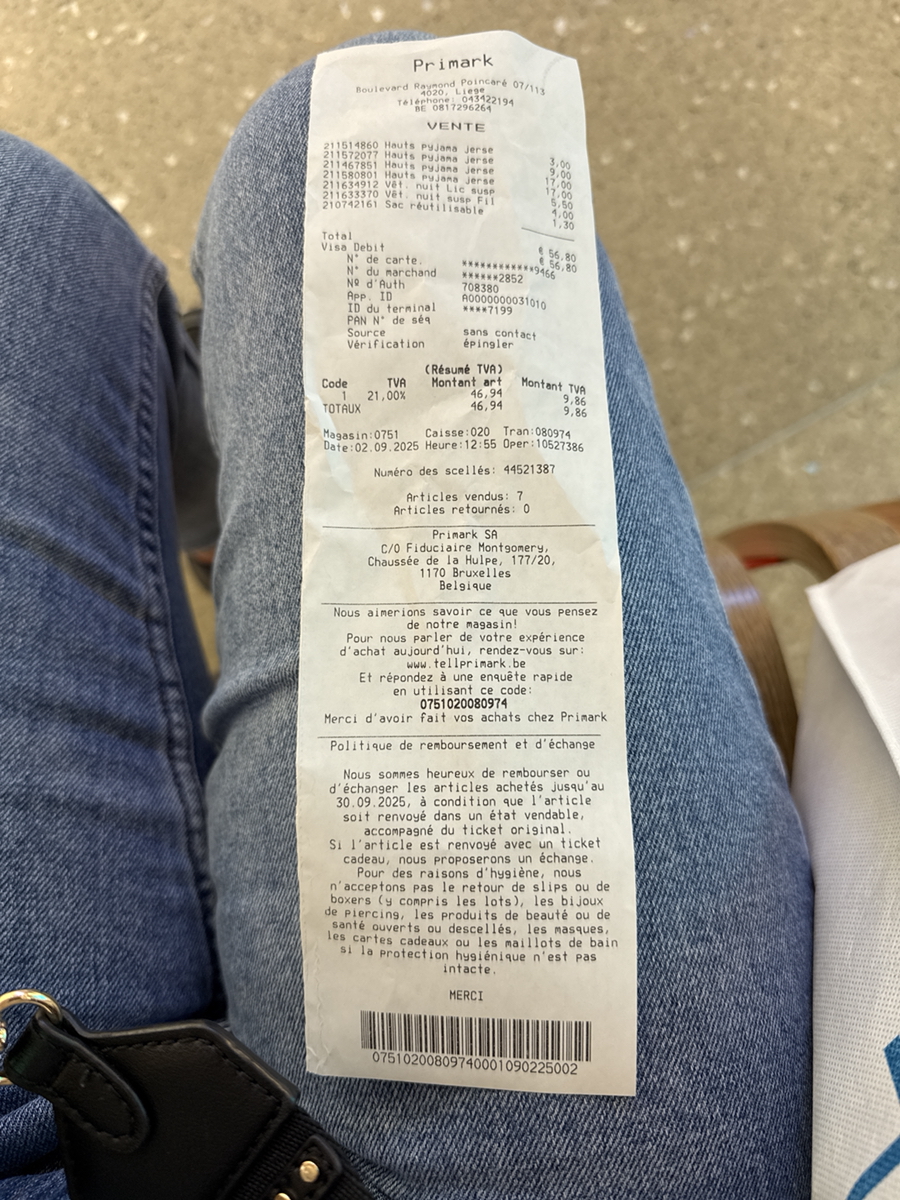 Primark
Boulevard Raymond Poincaré 07/113
4020, Liege
Téléphone: 043422194
BE 0817296264
VENTE
211514860 Hauts pyjama Jerse 3,00
211572077 Hauts pyjama Jerse 9,00
211467851 Hauts pyjama Jerse 17,00
211580801 Hauts pyjama Jerse 17,00
211634912 Vêt. nuit Lic susp 5,50
211633370 Vêt. nuit susp Fil 4,00
210742161 Sac réutilisable 1,30
Total € 56.80
Visa Debit € 56,80
N° de carte. ************9466
N° du marchand ******2852
Nº d'Auth 708380
App. ID A0000000031010
ID du terminal ****7199
PAN N° de séq
Source sans contact
Vérification épingler
(Résumé TVA)
Code TVA Montant art Montant TVA
1 21,00% 46,94 9,86
TOTAUX 46,94 9,86
Magasin:0751 Caisse:020 Tran:080974
Date:02.09.2025 Heure:12:55 Oper:10527386
Numéro des scellés: 44521387
Articles vendus: 7
Articles retournés: 0
Primark SA
C/O Fiduciaire Montgomery,
Chaussée de la Hulpe, 177/20,
1170 Bruxelles
Belgique
Nous aimerions savoir ce que vous pensez
de notre magasin!
Pour nous parler de votre expérience
d'achat aujourd'hui, rendez-vous sur:
www.tellprimark.be
Et répondez à une enquête rapide
en utilisant ce code:
0751020080974
Merci d'avoir fait vos achats chez Primark
Politique de remboursement et d'échange
Nous sommes heureux de rembourser ou
d'échanger les articles achetés jusqu'au
30.09.2025, à condition que l'article
soit renvoyé dans un état vendable,
accompagné du ticket original.
Si l'article est renvoyé avec un ticket
cadeau, nous proposerons un échange.
Pour des raisons d'hygiène, nous
n'acceptons pas le retour de slips ou de
boxers (y compris les lots), les bijoux
de piercing, les produits de beauté ou de
santé ouverts ou descellés, les masques,
les cartes cadeaux ou les maillots de bain
si la protection hygiénique n'est pas
intacte.
MERCI
07510200809740001090225002